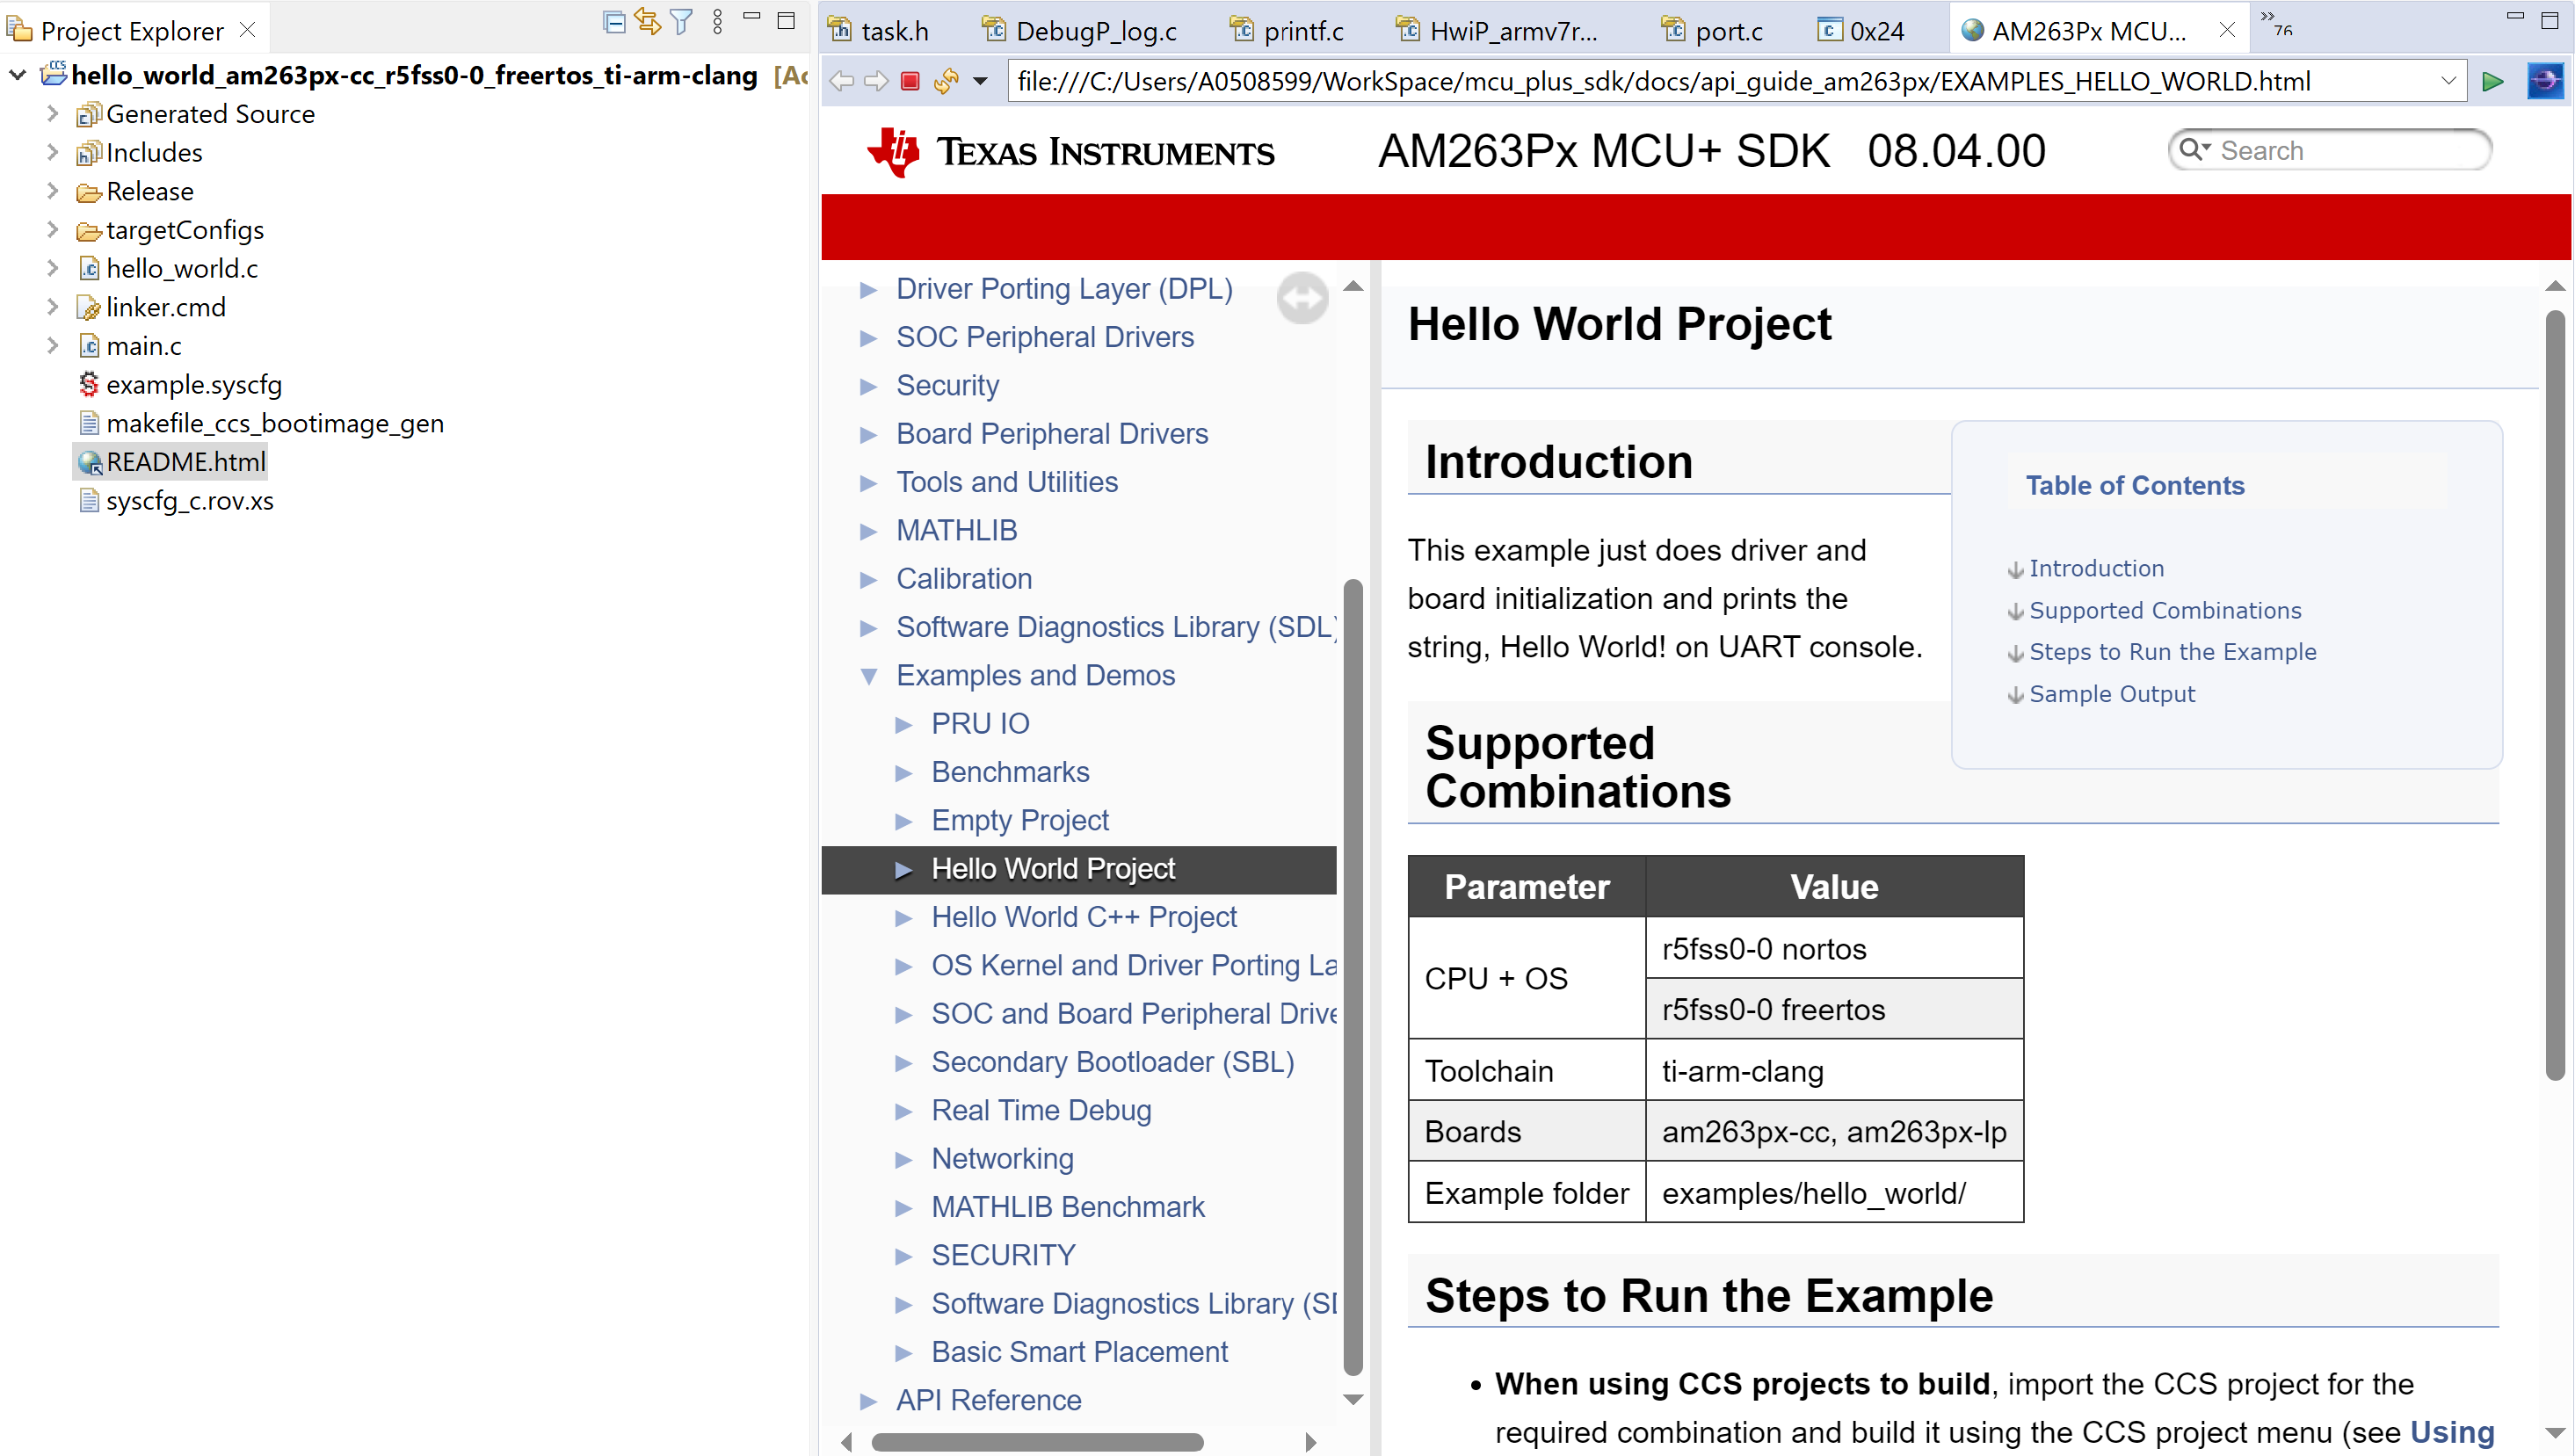 Project Explorer
hello_world_am263px-cc_r5fss0-0_freertos_ti-arm-clang [Ac
Generated Source
Includes
Release
targetConfigs
hello_world.c
linker.cmd
main.c
example.syscfg
makefile_ccs_bootimage_gen
README.html
syscfg_c.rov.xs
task.h
DebugP_log.c
printf.c
HwiP_armv7r...
port.c
0x24
AM263Px MCU...
»76
file:///C:/Users/A0508599/WorkSpace/mcu_plus_sdk/docs/api_guide_am263px/EXAMPLES_HELLO_WORLD.html
TEXAS INSTRUMENTS
AM263Px MCU+ SDK 08.04.00
Search
Driver Porting Layer (DPL)
SOC Peripheral Drivers
Security
Board Peripheral Drivers
Tools and Utilities
MATHLIB
Calibration
Software Diagnostics Library (SDL)
Examples and Demos
PRU IO
Benchmarks
Empty Project
Hello World Project
Hello World C++ Project
OS Kernel and Driver Porting La
SOC and Board Peripheral Drive
Secondary Bootloader (SBL)
Real Time Debug
Networking
MATHLIB Benchmark
SECURITY
Software Diagnostics Library (SD
Basic Smart Placement
API Reference
Hello World Project
Introduction
This example just does driver and
board initialization and prints the
string, Hello World! on UART console.
Table of Contents
Introduction
Supported Combinations
Steps to Run the Example
Sample Output
Supported
Combinations
Parameter Value
CPU + OS
r5fss0-0 nortos
r5fss0-0 freertos
Toolchain ti-arm-clang
Boards am263px-cc, am263px-lp
Example folder examples/hello_world/
Steps to Run the Example
• When using CCS projects to build, import the CCS project for the
required combination and build it using the CCS project menu (see Using